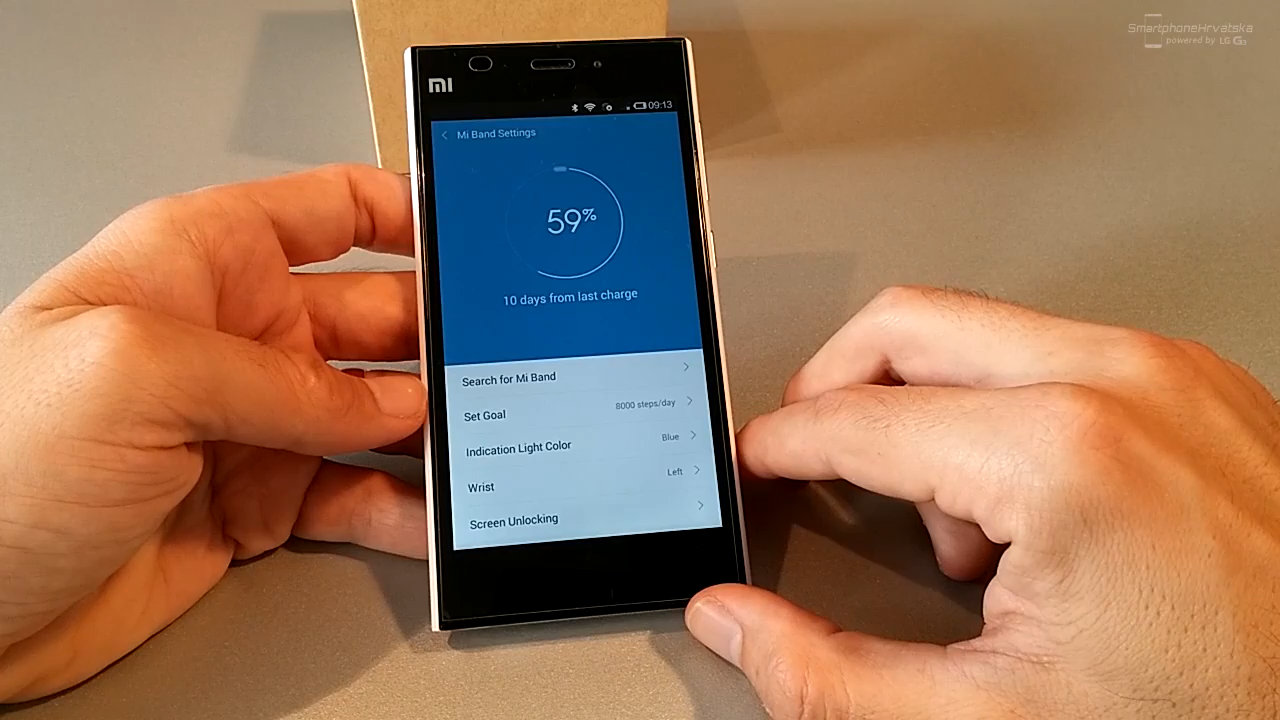 SmartphoneHrvatska
powered by LG G3
mi
09:13
Mi Band Settings
59%
10 days from last charge
Search for Mi Band
Set Goal 8000 steps/day
Indication Light Color Blue
Wrist Left
Screen Unlocking